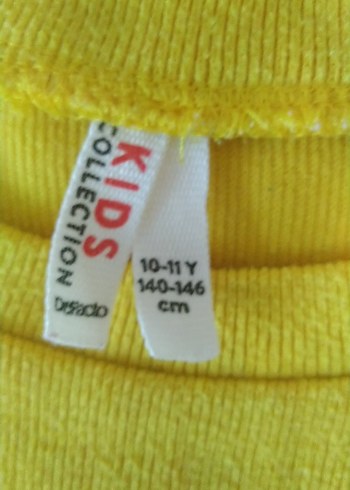 KIDS
COLLECTION
DeFacto
10-11 Y
140-146
cm